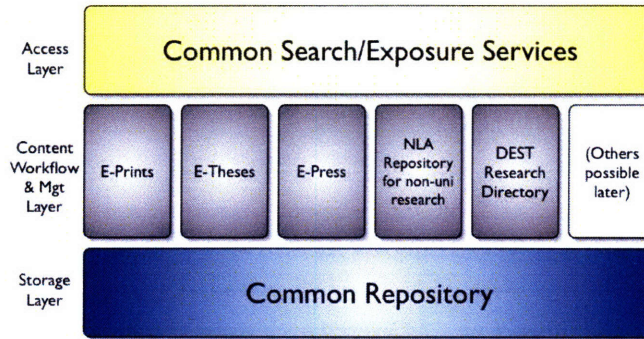 Access
Layer
Common Search/Exposure Services
Content
Workflow
& Mgt
Layer
E-Prints
E-Theses
E-Press
NLA
Repository
for non-uni
research
DEST
Research
Directory
(Others
possible
later)
Storage
Layer
Common Repository